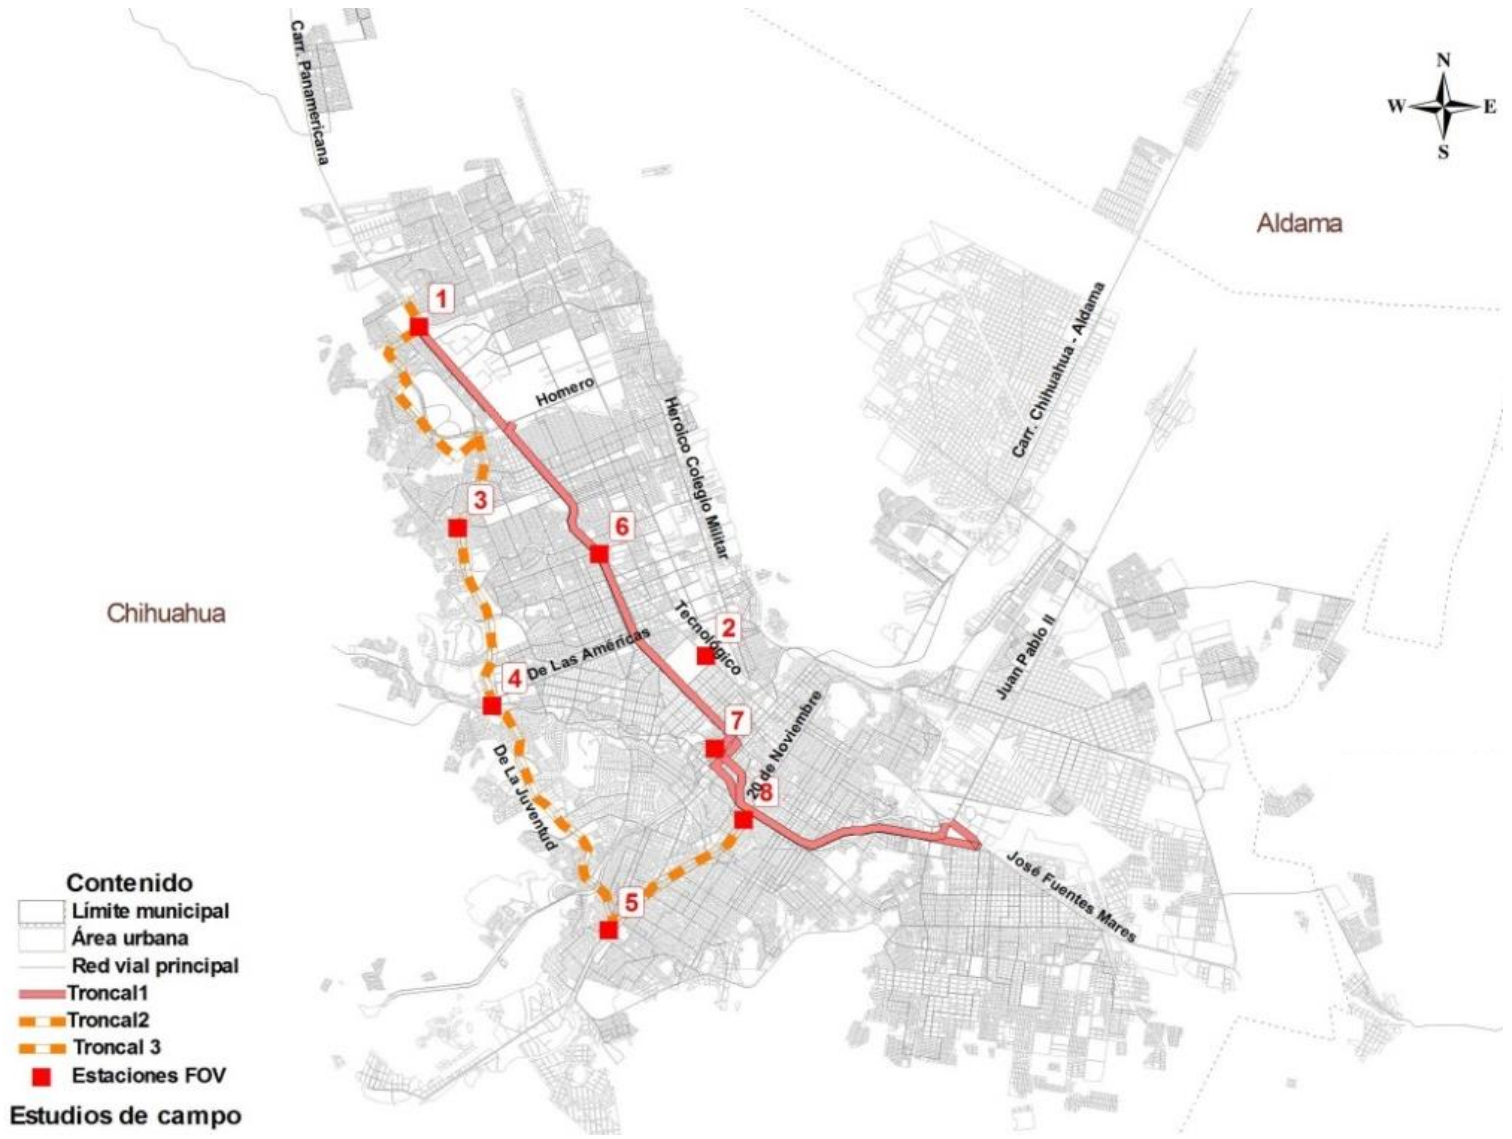 Carr. Panamericana
N
W E
S
Aldama
1
Carr. Chihuahua - Aldama
Homero
Heroico Colegio Militar
3
6
Chihuahua
Tecnológico
2
De Las Américas
Juan Pablo II
4
7
20 de Noviembre
De La Juventud
8
José Fuentes Mares
5
Contenido
Límite municipal
Área urbana
Red vial principal
Troncal1
Troncal2
Troncal 3
Estaciones FOV
Estudios de campo